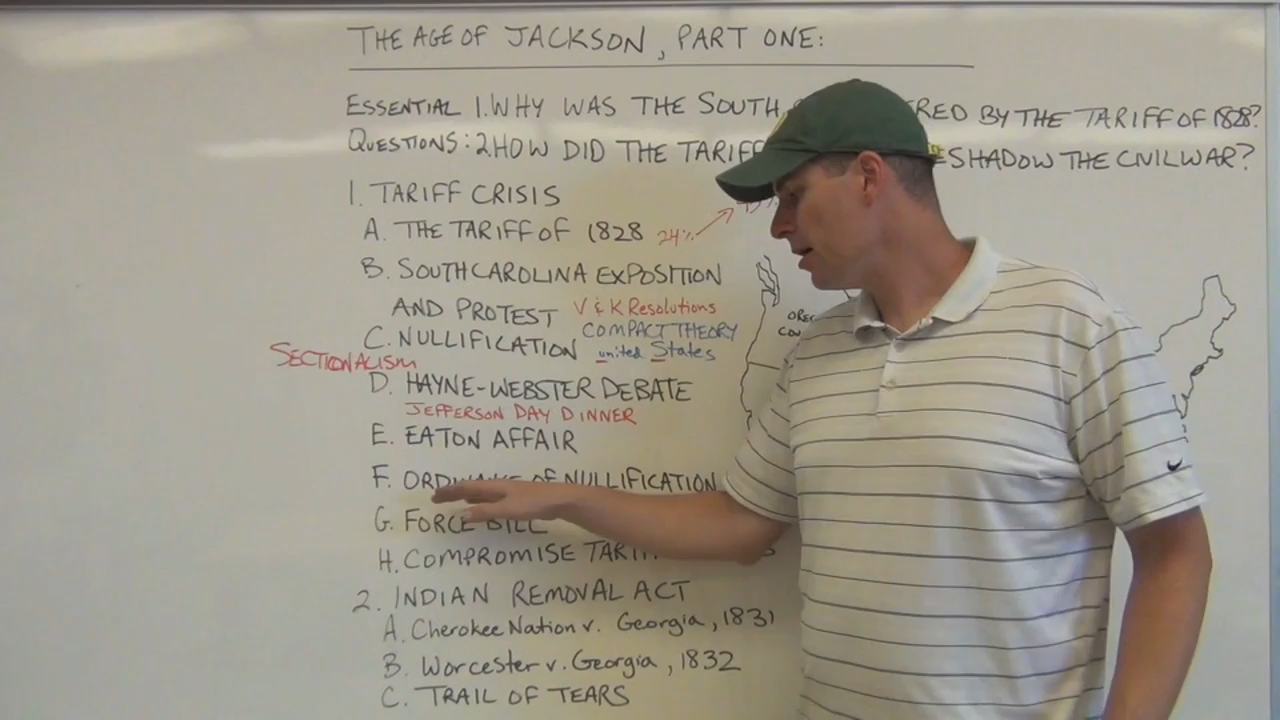 THE AGE OF JACKSON, PART ONE:
ESSENTIAL 1. WHY WAS THE SOUTH BY THE TARIFF OF 1828?
QUESTIONS: 2. HOW DID THE THE CIVIL WAR?
1. TARIFF CRISIS
A. THE TARIFF OF 1828 24%
B. SOUTH CAROLINA EXPOSITION
AND PROTEST V & K Resolutions
COMPACT THEORY
C. NULLIFICATION united States
SECTIONALISM
D. HAYNE-WEBSTER DEBATE
JEFFERSON DAY DINNER
E. EATON AFFAIR
F. OF NULLIFICATION
G. FORCE BILL
H. COMPROMISE
2. INDIAN REMOVAL ACT
A. Cherokee Nation v. Georgia, 1831
B. Worcester v. Georgia, 1832
C. TRAIL OF TEARS